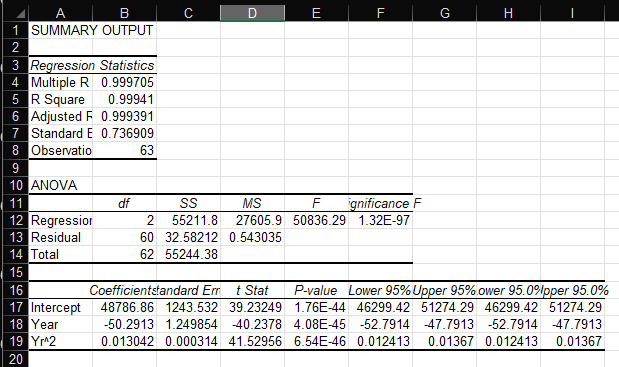 A B C D E F G H I
1 SUMMARY OUTPUT
2
3 Regression Statistics
4 Multiple R 0.999705
5 R Square 0.99941
6 Adjusted R 0.999391
7 Standard E 0.736909
8 Observatio 63
9
10 ANOVA
11 df SS MS F ignificance F
12 Regression 2 55211.8 27605.9 50836.29 1.32E-97
13 Residual 60 32.58212 0.543035
14 Total 62 55244.38
15
16 Coefficients tandard Err t Stat P-value Lower 95% Upper 95% ower 95.0% lpper 95.0%
17 Intercept 48786.86 1243.532 39.23249 1.76E-44 46299.42 51274.29 46299.42 51274.29
18 Year -50.2913 1.249854 -40.2378 4.08E-45 -52.7914 -47.7913 -52.7914 -47.7913
19 Yr^2 0.013042 0.000314 41.52956 6.54E-46 0.012413 0.01367 0.012413 0.01367
20